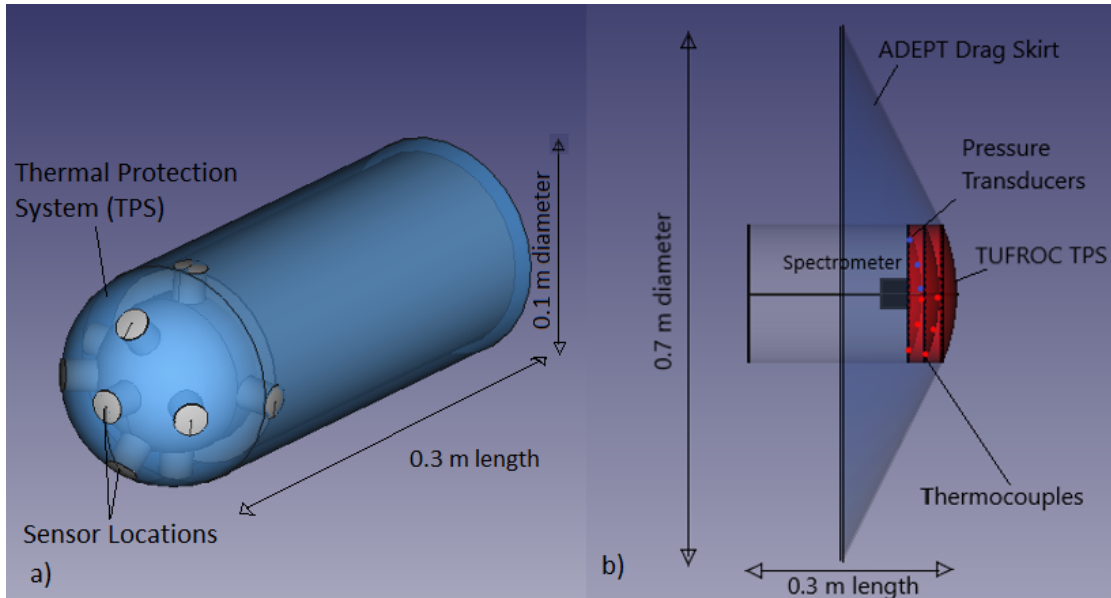 Thermal Protection
System (TPS)
0.1 m diameter
0.3 m length
Sensor Locations
a)
ADEPT Drag Skirt
Pressure
Transducers
Spectrometer
TUFROC TPS
0.7 m diameter
Thermocouples
b)
0.3 m length